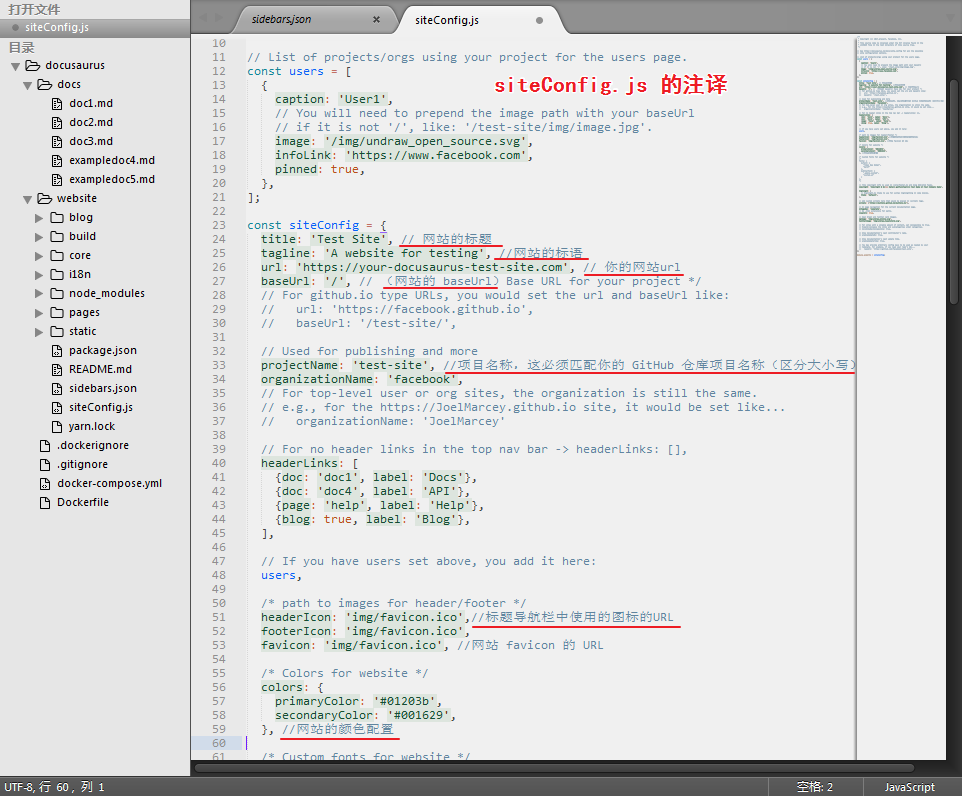 打开文件
siteConfig.js
目录
docusaurus
docs
doc1.md
doc2.md
doc3.md
exampledoc4.md
exampledoc5.md
website
blog
build
core
i18n
node_modules
pages
static
package.json
README.md
sidebars.json
siteConfig.js
yarn.lock
.dockerignore
.gitignore
docker-compose.yml
Dockerfile
sidebars.json ×
siteConfig.js
siteConfig.js 的注译
10
11 // List of projects/orgs using your project for the users page.
12 const users = [
13 {
14 caption: 'User1',
15 // You will need to prepend the image path with your baseUrl
16 // if it is not '/', like: '/test-site/img/image.jpg'.
17 image: '/img/undraw_open_source.svg',
18 infoLink: 'https://www.facebook.com',
19 pinned: true,
20 },
21 ];
22
23 const siteConfig = {
24 title: 'Test Site', // 网站的标题
25 tagline: 'A website for testing', //网站的标语
26 url: 'https://your-docusaurus-test-site.com', // 你的网站url
27 baseUrl: '/', // （网站的 baseUrl）Base URL for your project */
28 // For github.io type URLs, you would set the url and baseUrl like:
29 // url: 'https://facebook.github.io',
30 // baseUrl: '/test-site/',
31
32 // Used for publishing and more
33 projectName: 'test-site', //项目名称，这必须匹配你的 GitHub 仓库项目名称（区分大小写）
34 organizationName: 'facebook',
35 // For top-level user or org sites, the organization is still the same.
36 // e.g., for the https://JoelMarcey.github.io site, it would be set like...
37 // organizationName: 'JoelMarcey'
38
39 // For no header links in the top nav bar -> headerLinks: [],
40 headerLinks: [
41 {doc: 'doc1', label: 'Docs'},
42 {doc: 'doc4', label: 'API'},
43 {page: 'help', label: 'Help'},
44 {blog: true, label: 'Blog'},
45 ],
46
47 // If you have users set above, you add it here:
48 users,
49
50 /* path to images for header/footer */
51 headerIcon: 'img/favicon.ico',//标题导航栏中使用的图标的URL
52 footerIcon: 'img/favicon.ico',
53 favicon: 'img/favicon.ico', //网站 favicon 的 URL
54
55 /* Colors for website */
56 colors: {
57 primaryColor: '#01203b',
58 secondaryColor: '#001629',
59 }, //网站的颜色配置
60
61 /* Custom fonts for website */
UTF-8, 行 60 , 列 1
空格: 2
JavaScript